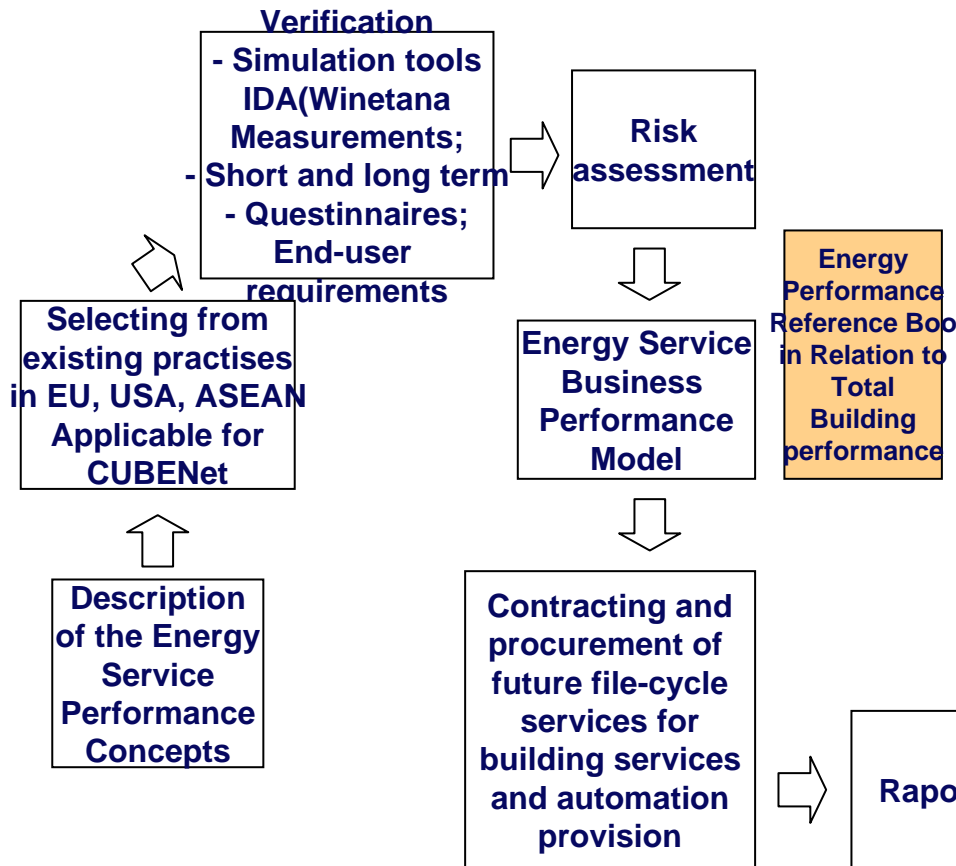 Verification
- Simulation tools
IDA(Winetana
Measurements;
- Short and long term
- Questinnaires;
End-user
requirements
Risk
assessment
Selecting from
existing practises
in EU, USA, ASEAN
Applicable for
CUBENet
Energy Service
Business
Performance
Model
Energy
Performance
Reference Boo
in Relation to
Total
Building
performance
Description
of the Energy
Service
Performance
Concepts
Contracting and
procurement of
future file-cycle
services for
building services
and automation
provision
Rapo